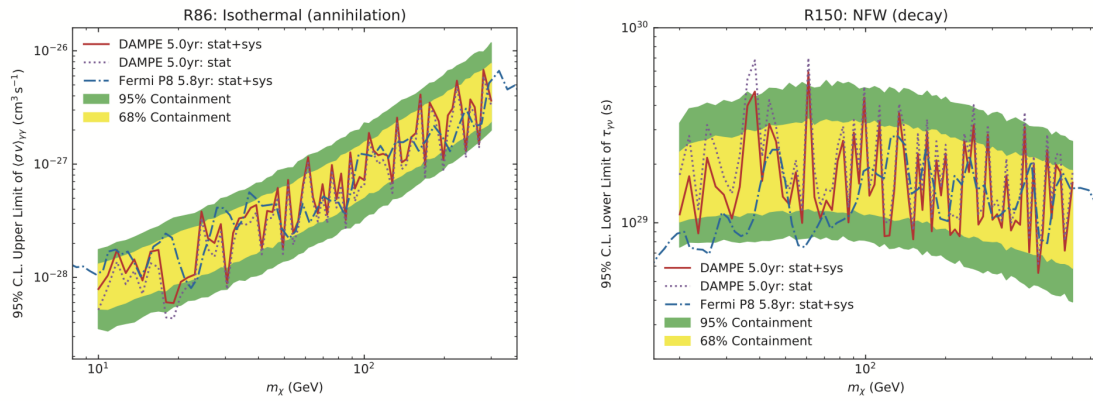 R86: Isothermal (annihilation)
95% C.L. Upper Limit of ⟨σv⟩γγ (cm³ s⁻¹)
10⁻²⁶
10⁻²⁷
10⁻²⁸
DAMPE 5.0yr: stat+sys
DAMPE 5.0yr: stat
Fermi P8 5.8yr: stat+sys
95% Containment
68% Containment
10¹
10²
mχ (GeV)
R150: NFW (decay)
95% C.L. Lower Limit of τγν (s)
10³⁰
10²⁹
DAMPE 5.0yr: stat+sys
DAMPE 5.0yr: stat
Fermi P8 5.8yr: stat+sys
95% Containment
68% Containment
10²
mχ (GeV)